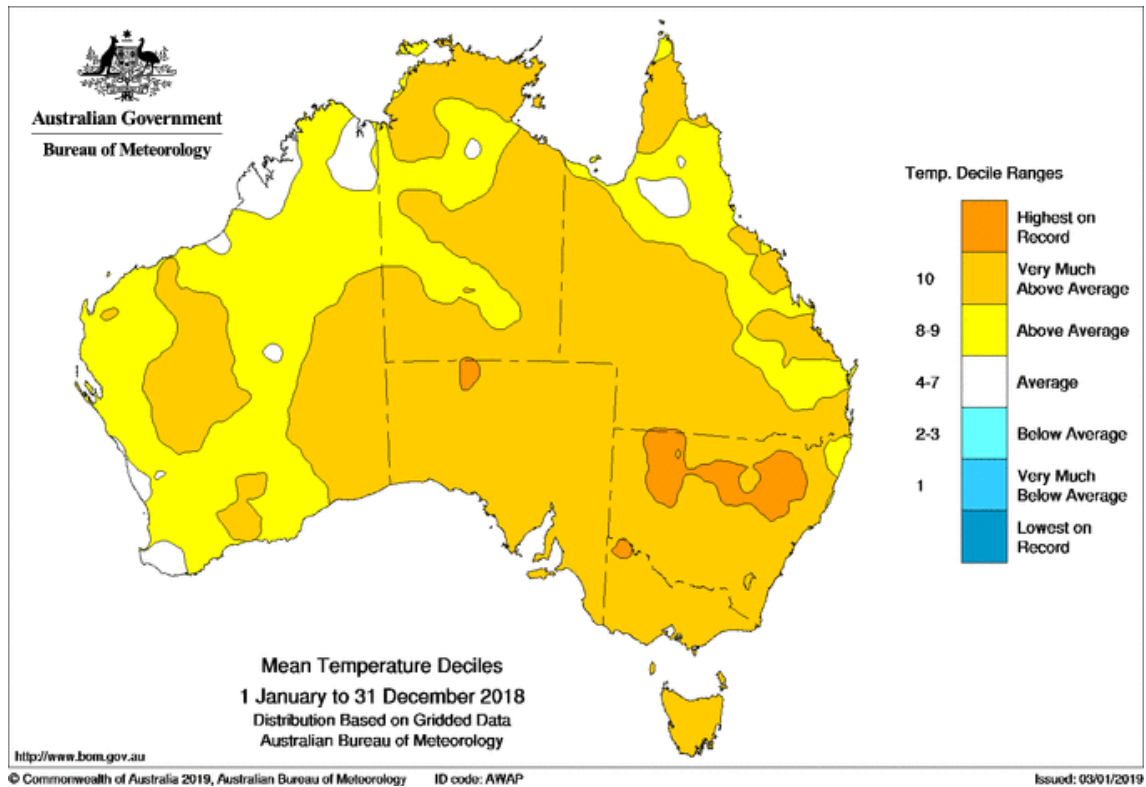 Australian Government
Bureau of Meteorology
Temp. Decile Ranges
Highest on
Record
10
Very Much
Above Average
8-9
Above Average
4-7
Average
2-3
Below Average
1
Very Much
Below Average
Lowest on
Record
Mean Temperature Deciles
1 January to 31 December 2018
Distribution Based on Gridded Data
Australian Bureau of Meteorology
http://www.bom.gov.au
© Commonwealth of Australia 2019, Australian Bureau of Meteorology ID code: AWAP Issued: 03/01/2019